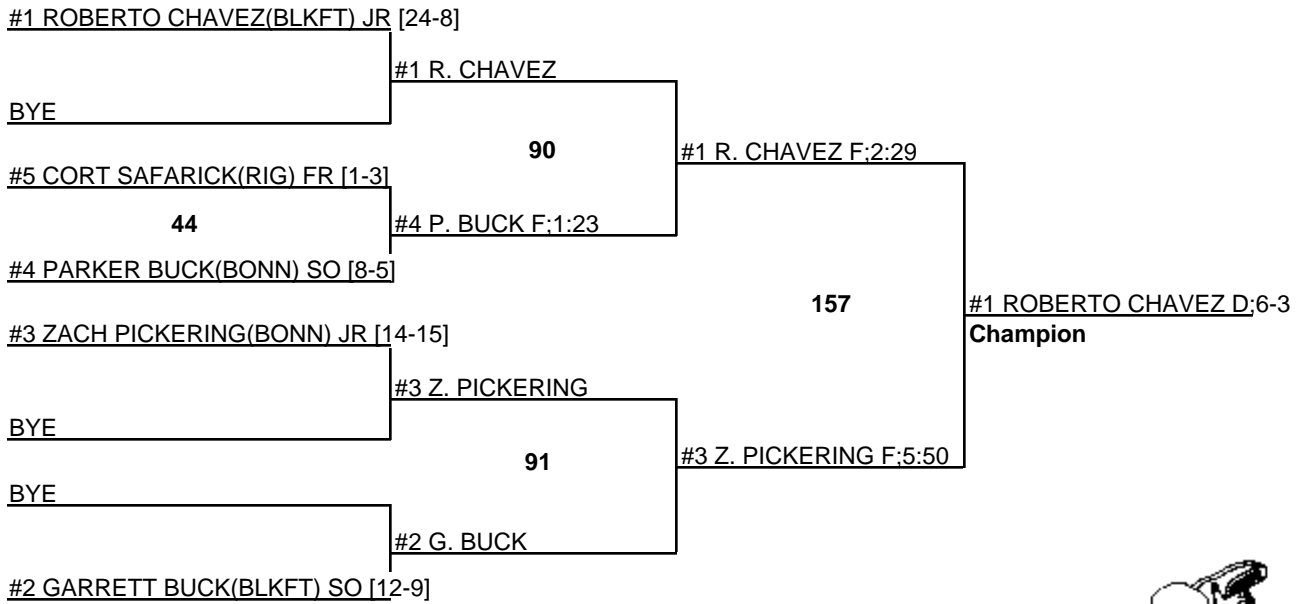 #1 ROBERTO CHAVEZ(BLKFT) JR [24-8]
#1 R. CHAVEZ
BYE
90
#1 R. CHAVEZ F;2:29
#5 CORT SAFARICK(RIG) FR [1-3]
44
#4 P. BUCK F;1:23
#4 PARKER BUCK(BONN) SO [8-5]
157
#1 ROBERTO CHAVEZ D;6-3
Champion
#3 ZACH PICKERING(BONN) JR [14-15]
#3 Z. PICKERING
BYE
91
#3 Z. PICKERING F;5:50
BYE
#2 G. BUCK
#2 GARRETT BUCK(BLKFT) SO [12-9]